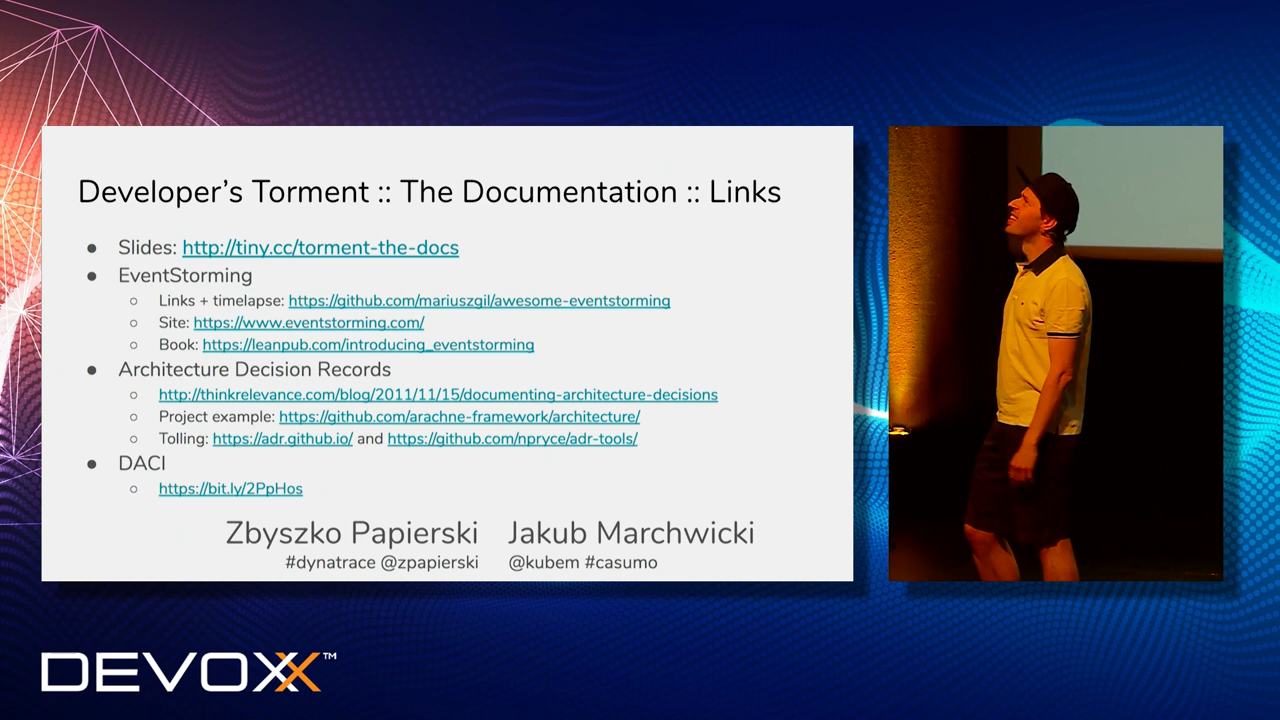 Developer's Torment :: The Documentation :: Links
● Slides: http://tiny.cc/torment-the-docs
● EventStorming
○ Links + timelapse: https://github.com/mariuszgil/awesome-eventstorming
○ Site: https://www.eventstorming.com/
○ Book: https://leanpub.com/introducing_eventstorming
● Architecture Decision Records
○ http://thinkrelevance.com/blog/2011/11/15/documenting-architecture-decisions
○ Project example: https://github.com/arachne-framework/architecture/
○ Tolling: https://adr.github.io/ and https://github.com/npryce/adr-tools/
● DACI
○ https://bit.ly/2PpHos
Zbyszko Papierski Jakub Marchwicki
#dynatrace @zpapierski @kubem #casumo
DEVOXX™